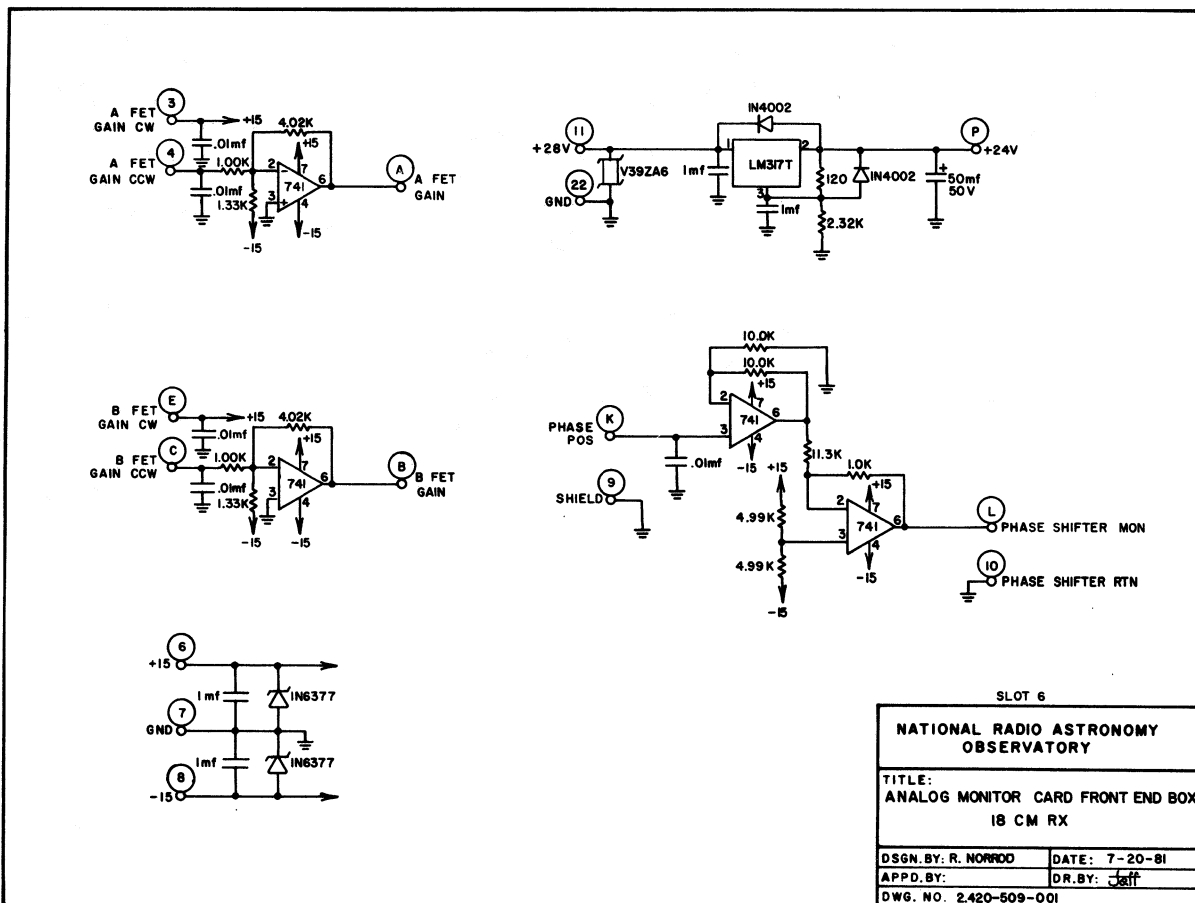 3
A FET
GAIN CW
+15
.01mf
4
A FET
GAIN CCW
1.00K
4.02K
+15
2
7
-
741
6
3
+
4
.01mf
1.33K
-15
-15
A
A FET
GAIN
11
+28V
V39ZA6
22
GND
1mf
1N4002
1
2
LM317T
3
1mf
120
1N4002
2.32K
50mf
50V
+
P
+24V
E
B FET
GAIN CW
+15
.01mf
C
B FET
GAIN CCW
1.00K
4.02K
+15
2
7
741
6
3
4
.01mf
1.33K
-15
-15
B
B FET
GAIN
10.0K
10.0K
+15
2
7
741
6
3
4
-15
K
PHASE
POS
.01mf
9
SHIELD
11.3K
1.0K
+15
+15
2
7
741
6
3
4
-15
4.99K
4.99K
-15
L
PHASE SHIFTER MON
10
PHASE SHIFTER RTN
6
+15
1mf
1N6377
7
GND
1mf
1N6377
8
-15
SLOT 6
NATIONAL RADIO ASTRONOMY
OBSERVATORY
TITLE:
ANALOG MONITOR CARD FRONT END BOX
18 CM RX
DSGN. BY: R. NORROD
DATE: 7-20-81
APPD. BY:
DR. BY:
DWG. NO. 2.420-509-001